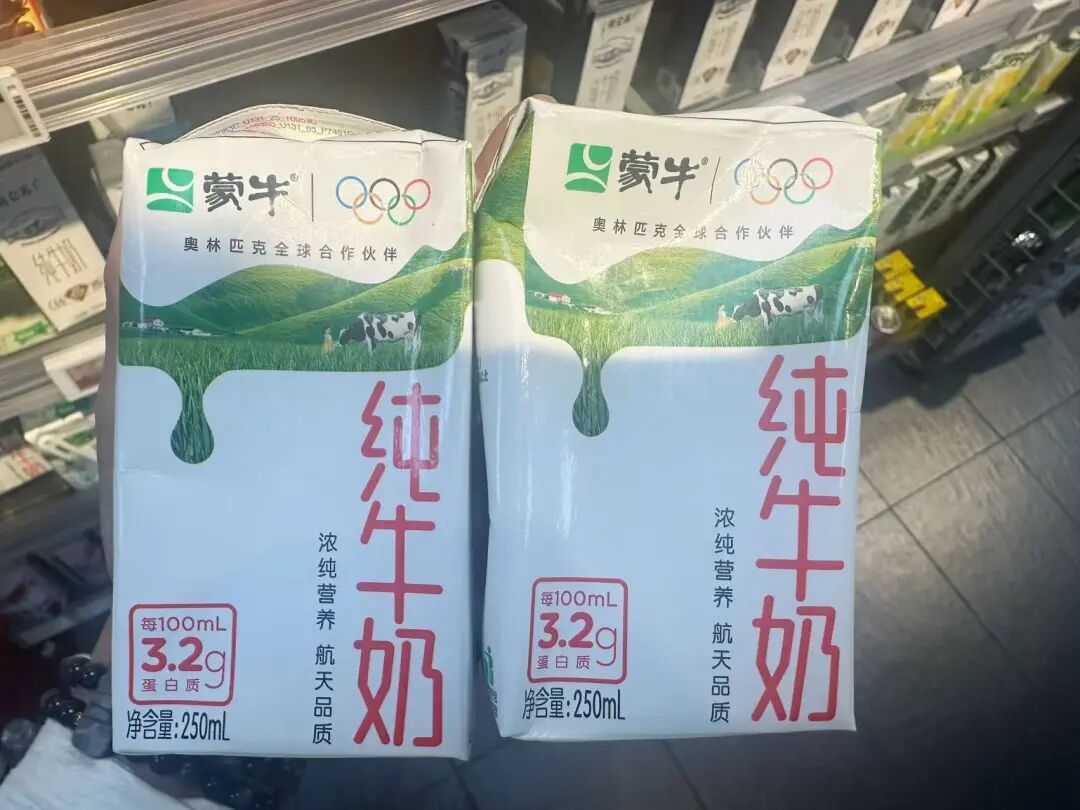 蒙牛®
奥林匹克全球合作伙伴
纯牛奶
浓纯营养 航天品质
每100mL
3.2g
蛋白质
净含量:250mL
蒙牛®
奥林匹克全球合作伙伴
纯牛奶
浓纯营养 航天品质
每100mL
3.2g
蛋白质
净含量:250mL
纯牛奶